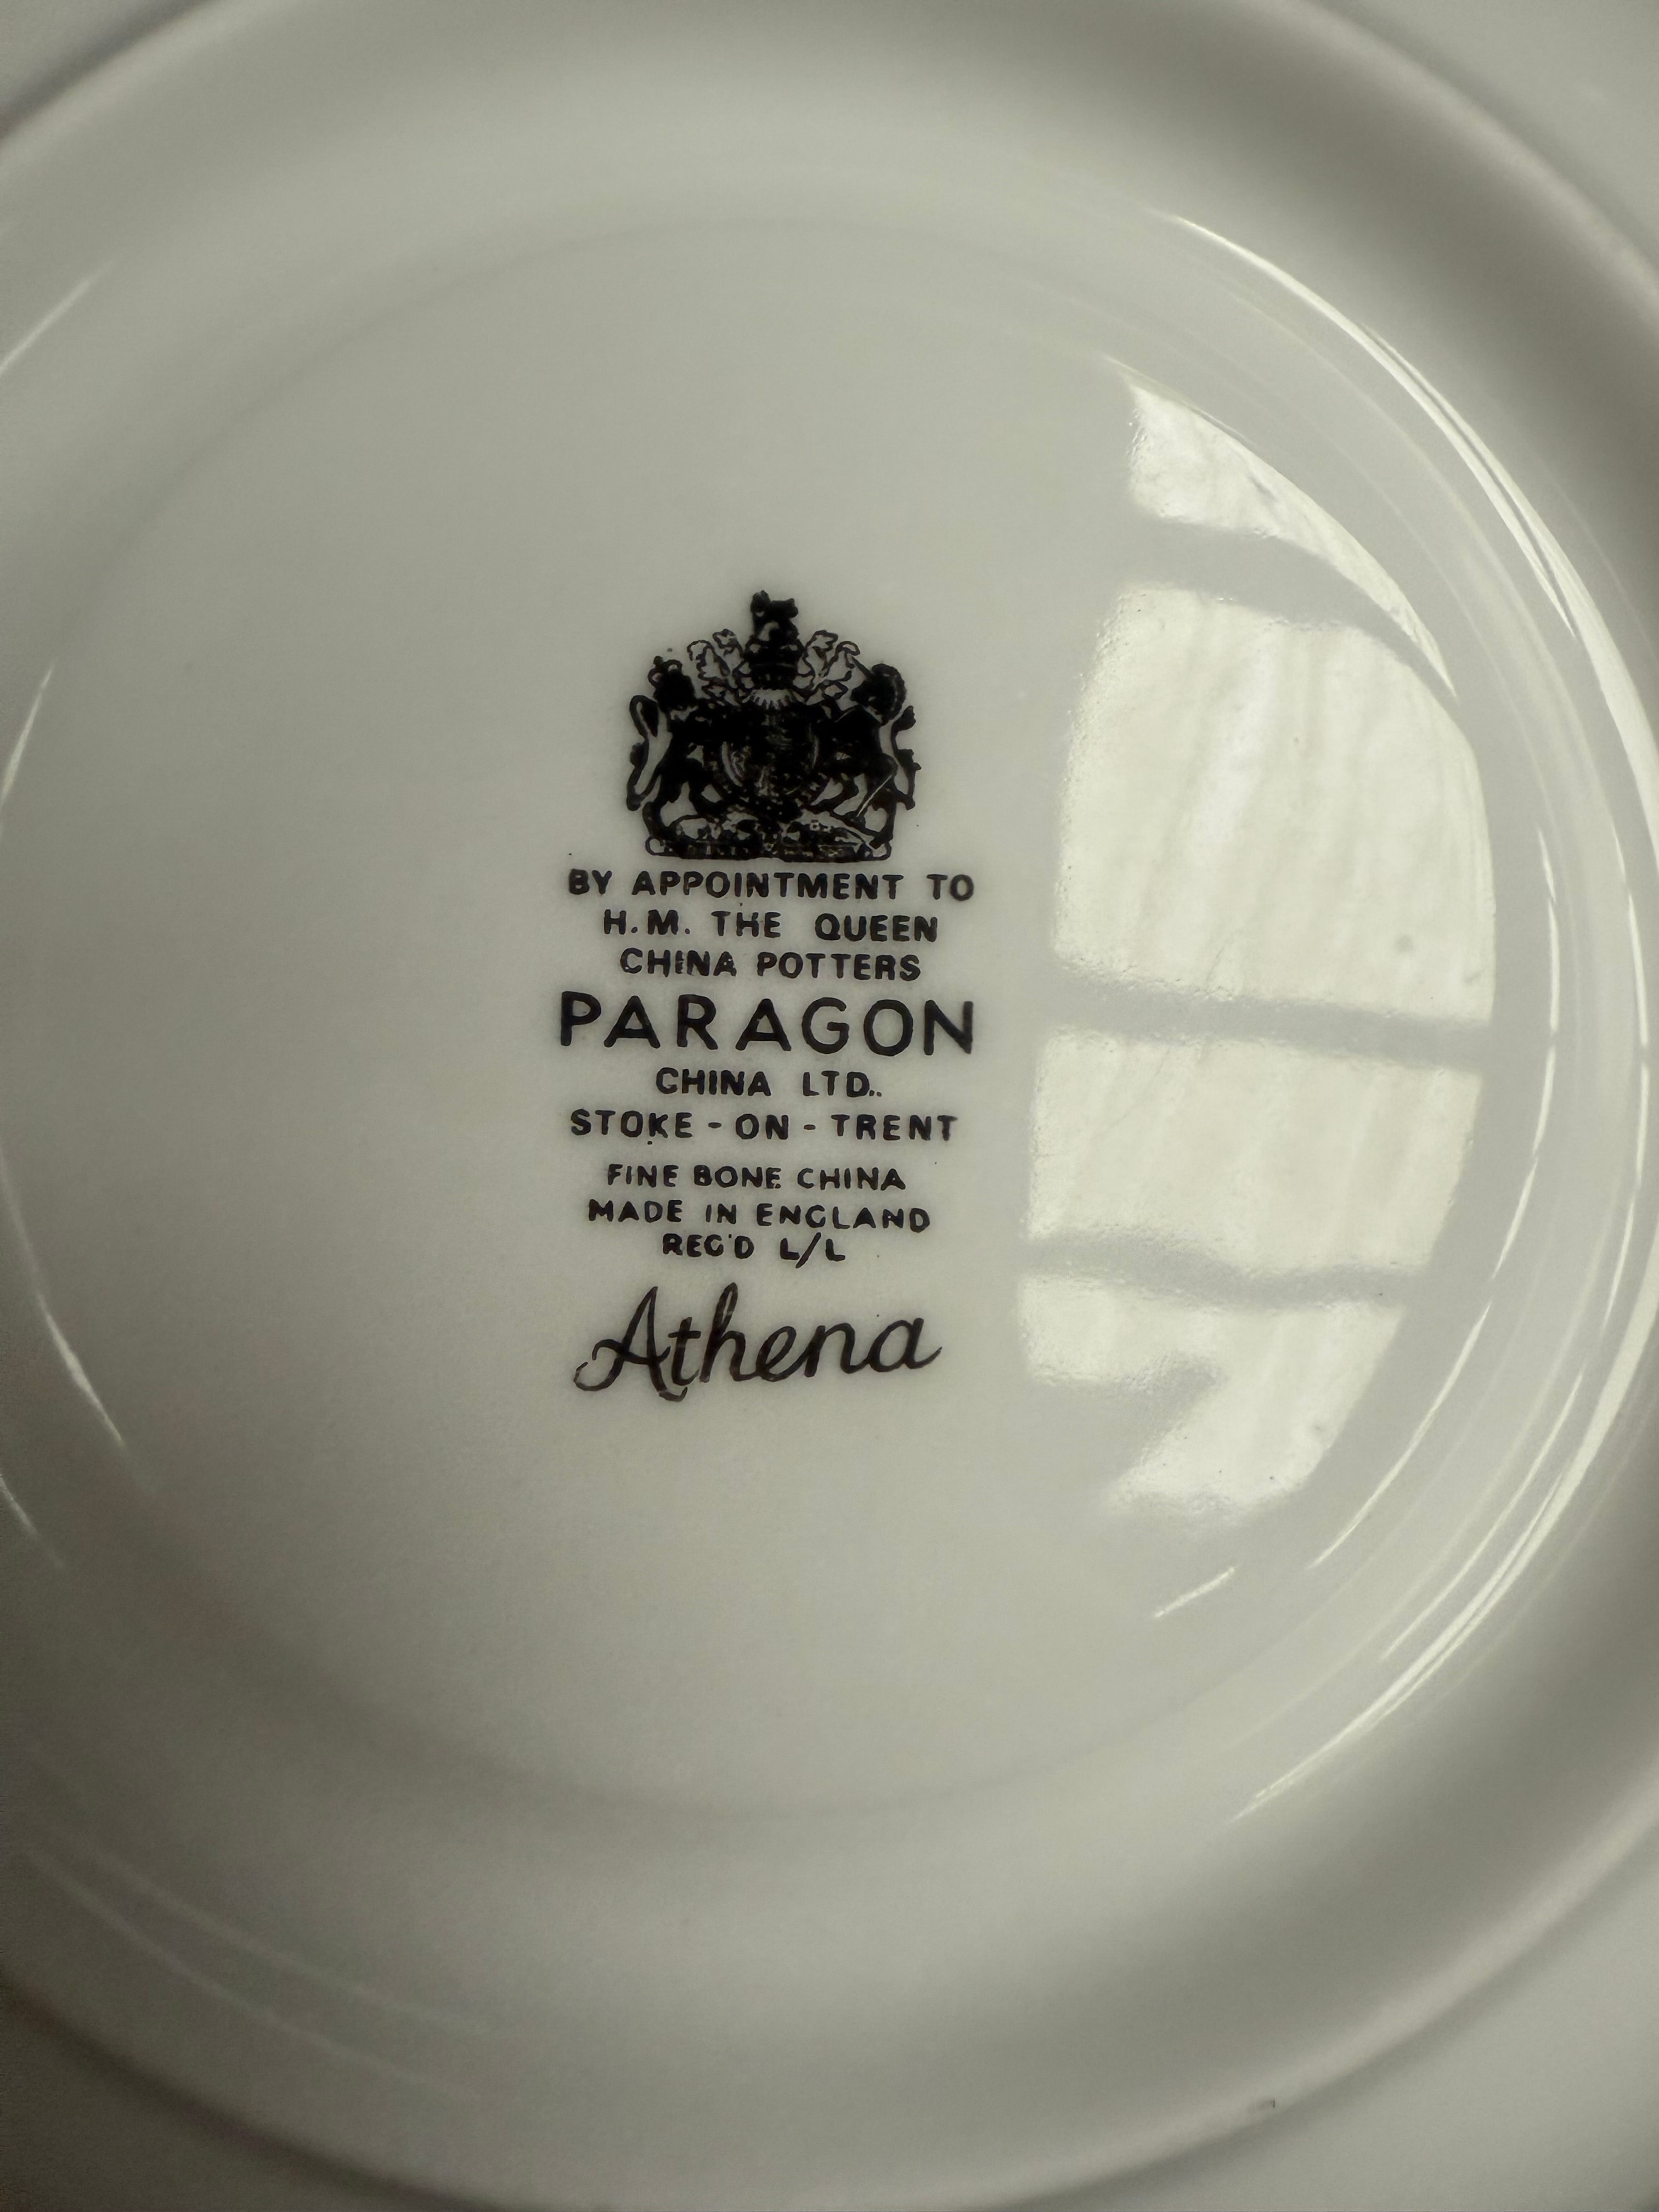 BY APPOINTMENT TO
H.M. THE QUEEN
CHINA POTTERS
PARAGON
CHINA LTD.
STOKE-ON-TRENT
FINE BONE CHINA
MADE IN ENGLAND
REG'D L/L
Athena